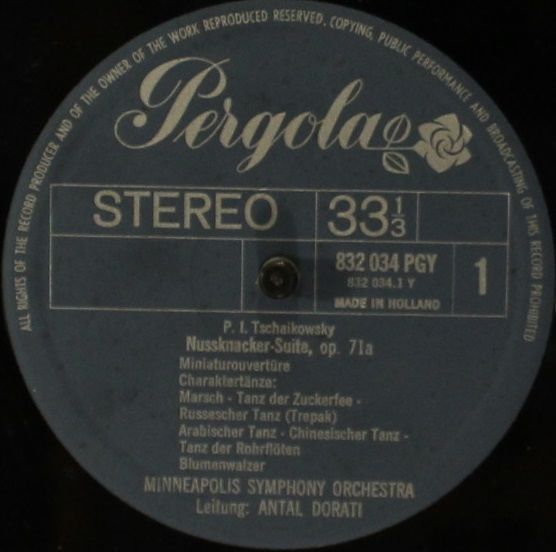 ALL RIGHTS OF THE RECORD PRODUCER AND OF THE OWNER OF THE WORK REPRODUCED RESERVED. COPYING, PUBLIC PERFORMANCE AND BROADCASTING OF THIS RECORD PROHIBITED
Pergola
STEREO 33 1/3
832 034 PGY 1
832 034.1 Y
MADE IN HOLLAND
P. I. Tschaikowsky
Nussknacker-Suite, op. 71a
Miniaturouvertüre
Charaktertänze:
Marsch - Tanz der Zuckerfee -
Russescher Tanz (Trepak)
Arabischer Tanz - Chinesischer Tanz -
Tanz der Rohrflöten
Blumenwalzer
MINNEAPOLIS SYMPHONY ORCHESTRA
Leitung: ANTAL DORATI